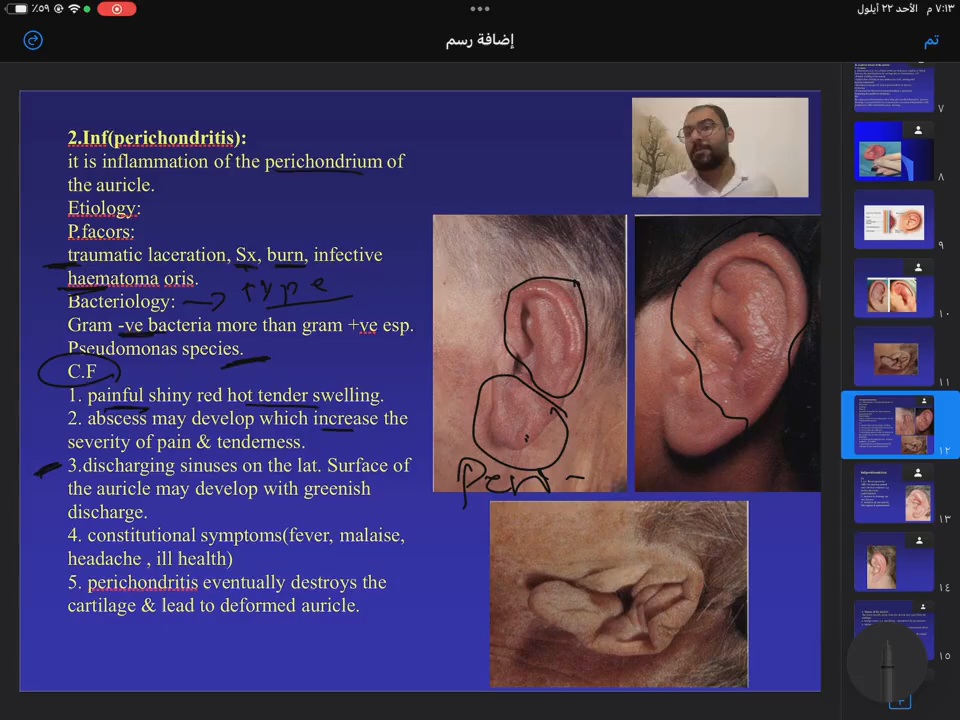 ٪٥٩
٧:١٣ م الأحد ٢٢ أيلول
إضافة رسم
تم
2.Inf(perichondritis):
it is inflammation of the perichondrium of
the auricle.
Etiology:
P.facors:
traumatic laceration, Sx, burn, infective
haematoma oris.
type
Bacteriology:
Gram -ve bacteria more than gram +ve esp.
Pseudomonas species.
C.F
1. painful shiny red hot tender swelling.
2. abscess may develop which increase the
severity of pain & tenderness.
3.discharging sinuses on the lat. Surface of
the auricle may develop with greenish
discharge.
4. constitutional symptoms(fever, malaise,
headache , ill health)
5. perichondritis eventually destroys the
cartilage & lead to deformed auricle.
Peri-
٧
٨
٩
١٠
١١
١٢
١٣
١٤
١٥